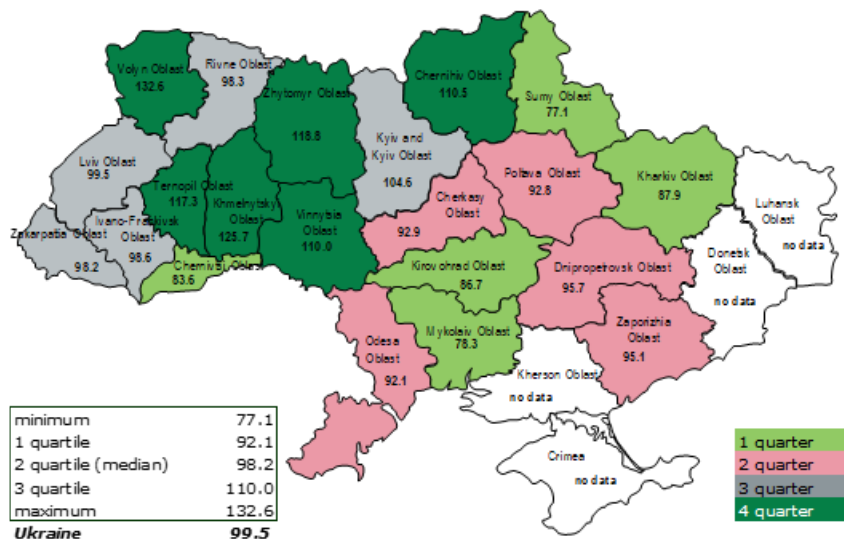 Volyn Oblast
132.6
Rivne Oblast
98.3
Zhytomyr Oblast
118.8
Chernihiv Oblast
110.5
Sumy Oblast
77.1
Kyiv and
Kyiv Oblast
104.6
Lviv Oblast
99.5
Ternopil Oblast
117.3
Khmelnytskyi
Oblast
125.7
Vinnytsia
Oblast
110.0
Cherkasy
Oblast
92.9
Poltava Oblast
92.8
Kharkiv Oblast
87.9
Luhansk
Oblast
no data
Zakarpattia Oblast
98.2
Ivano-Frankivsk
Oblast
98.6
Chernivtsi Oblast
83.6
Kirovohrad Oblast
86.7
Dnipropetrovsk Oblast
95.7
Donetsk
Oblast
no data
Odesa
Oblast
92.1
Mykolaiv Oblast
78.3
Zaporizhia
Oblast
95.1
Kherson Oblast
no data
Crimea
no data
minimum 77.1
1 quartile 92.1
2 quartile (median) 98.2
3 quartile 110.0
maximum 132.6
Ukraine 99.5
1 quarter
2 quarter
3 quarter
4 quarter